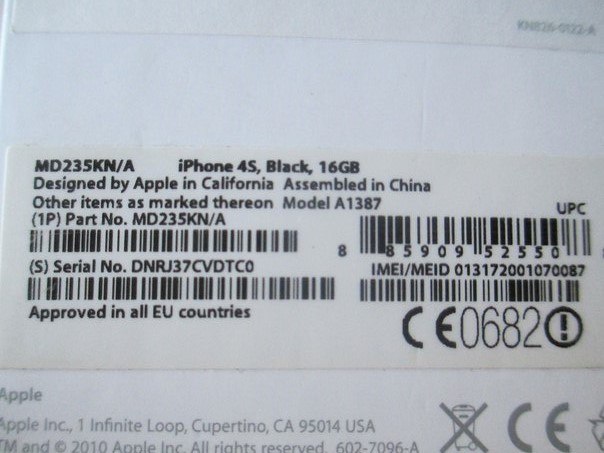 KN826-0122-A
MD235KN/A iPhone 4S, Black, 16GB
Designed by Apple in California Assembled in China
Other items as marked thereon Model A1387
UPC
(1P) Part No. MD235KN/A
8 85909 52550
(S) Serial No. DNRJ37CVDTC0
IMEI/MEID 013172001070087
Approved in all EU countries
CE0682
Apple
Apple Inc., 1 Infinite Loop, Cupertino, CA 95014 USA
TM and © 2010 Apple Inc. All rights reserved. 602-7096-A
CE